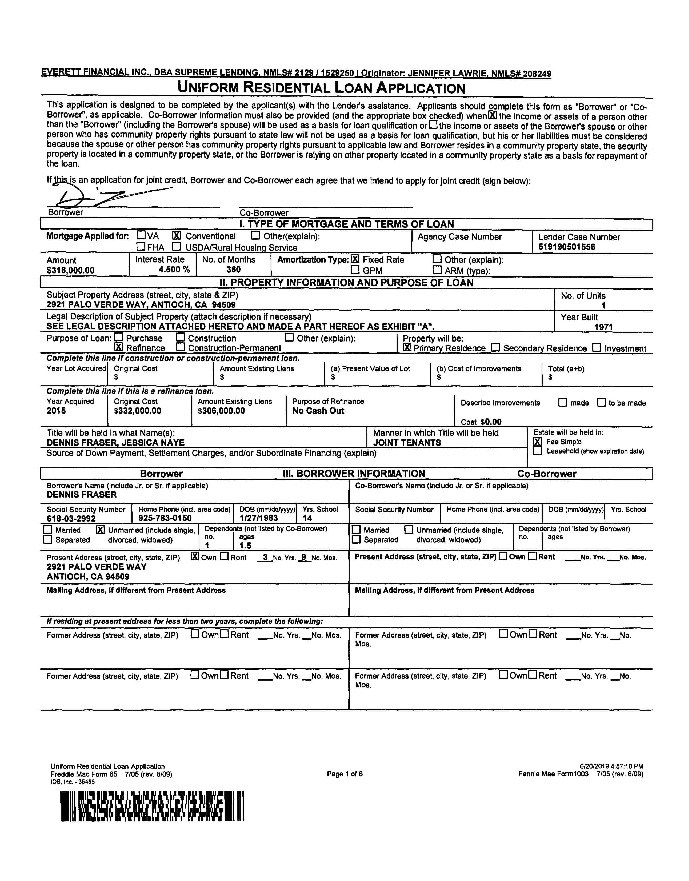 EVERETT FINANCIAL INC., DBA SUPREME LENDING, NMLS# 2129 / 1529250 | Originator: JENNIFER LAWRIE, NMLS# 208249
UNIFORM RESIDENTIAL LOAN APPLICATION
This application is designed to be completed by the applicant(s) with the Lender's assistance. Applicants should complete this form as "Borrower" or "Co-
Borrower", as applicable. Co-Borrower information must also be provided (and the appropriate box checked) when ☒ the income or assets of a person other
than the "Borrower" (including the Borrower's spouse) will be used as a basis for loan qualification or ☐ the income or assets of the Borrower's spouse or other
person who has community property rights pursuant to state law will not be used as a basis for loan qualification, but his or her liabilities must be considered
because the spouse or other person has community property rights pursuant to applicable law and Borrower resides in a community property state, the security
property is located in a community property state, or the Borrower is relying on other property located in a community property state as a basis for repayment of
the loan.
If this is an application for joint credit, Borrower and Co-Borrower each agree that we intend to apply for joint credit (sign below):
Borrower Co-Borrower
I. TYPE OF MORTGAGE AND TERMS OF LOAN
Mortgage Applied for: ☐ VA ☒ Conventional ☐ Other(explain): Agency Case Number Lender Case Number
☐ FHA ☐ USDA/Rural Housing Service 519190501558
Amount Interest Rate No. of Months Amortization Type: ☒ Fixed Rate ☐ Other (explain):
$318,000.00 4.500 % 360 ☐ GPM ☐ ARM (type):
II. PROPERTY INFORMATION AND PURPOSE OF LOAN
Subject Property Address (street, city, state & ZIP) No. of Units
2921 PALO VERDE WAY, ANTIOCH, CA 94509 1
Legal Description of Subject Property (attach description if necessary) Year Built
SEE LEGAL DESCRIPTION ATTACHED HERETO AND MADE A PART HEREOF AS EXHIBIT "A". 1971
Purpose of Loan: ☐ Purchase ☐ Construction ☐ Other (explain): Property will be:
☒ Refinance ☐ Construction-Permanent ☒ Primary Residence ☐ Secondary Residence ☐ Investment
Complete this line if construction or construction-permanent loan.
Year Lot Acquired Original Cost Amount Existing Liens (a) Present Value of Lot (b) Cost of Improvements Total (a+b)
$ $ $ $ $
Complete this line if this is a refinance loan.
Year Acquired Original Cost Amount Existing Liens Purpose of Refinance Describe Improvements ☐ made ☐ to be made
2015 $332,000.00 $306,000.00 No Cash Out
Cost $0.00
Title will be held in what Name(s): Manner in which Title will be held Estate will be held in:
DENNIS FRASER, JESSICA NAYE JOINT TENANTS ☒ Fee Simple
Source of Down Payment, Settlement Charges, and/or Subordinate Financing (explain) ☐ Leasehold (show expiration date)
Borrower III. BORROWER INFORMATION Co-Borrower
Borrower's Name (include Jr. or Sr. if applicable) Co-Borrower's Name (include Jr. or Sr. if applicable)
DENNIS FRASER
Social Security Number Home Phone (incl. area code) DOB (mm/dd/yyyy) Yrs. School Social Security Number Home Phone (incl. area code) DOB (mm/dd/yyyy) Yrs. School
618-03-2992 925-783-0150 1/27/1983 14
☐ Married ☒ Unmarried (include single, Dependents (not listed by Co-Borrower) ☐ Married ☐ Unmarried (include single, Dependents (not listed by Borrower)
☐ Separated divorced, widowed) no. ages ☐ Separated divorced, widowed) no. ages
1 1.5
Present Address (street, city, state, ZIP) ☒ Own ☐ Rent 3 No. Yrs. 8 No. Mos. Present Address (street, city, state, ZIP) ☐ Own ☐ Rent ___No. Yrs. ___No. Mos.
2921 PALO VERDE WAY
ANTIOCH, CA 94509
Mailing Address, if different from Present Address Mailing Address, if different from Present Address
If residing at present address for less than two years, complete the following:
Former Address (street, city, state, ZIP) ☐ Own ☐ Rent ___No. Yrs. ___No. Mos. Former Address (street, city, state, ZIP) ☐ Own ☐ Rent ___No. Yrs. ___No.
Mos.
Former Address (street, city, state, ZIP) ☐ Own ☐ Rent ___No. Yrs. ___No. Mos. Former Address (street, city, state, ZIP) ☐ Own ☐ Rent ___No. Yrs. ___No.
Mos.
Uniform Residential Loan Application 6/20/2019 4:57:10 PM
Freddie Mac Form 65 7/05 (rev. 6/09) Page 1 of 6 Fannie Mae Form1003 7/05 (rev. 6/09)
IDS, Inc. -